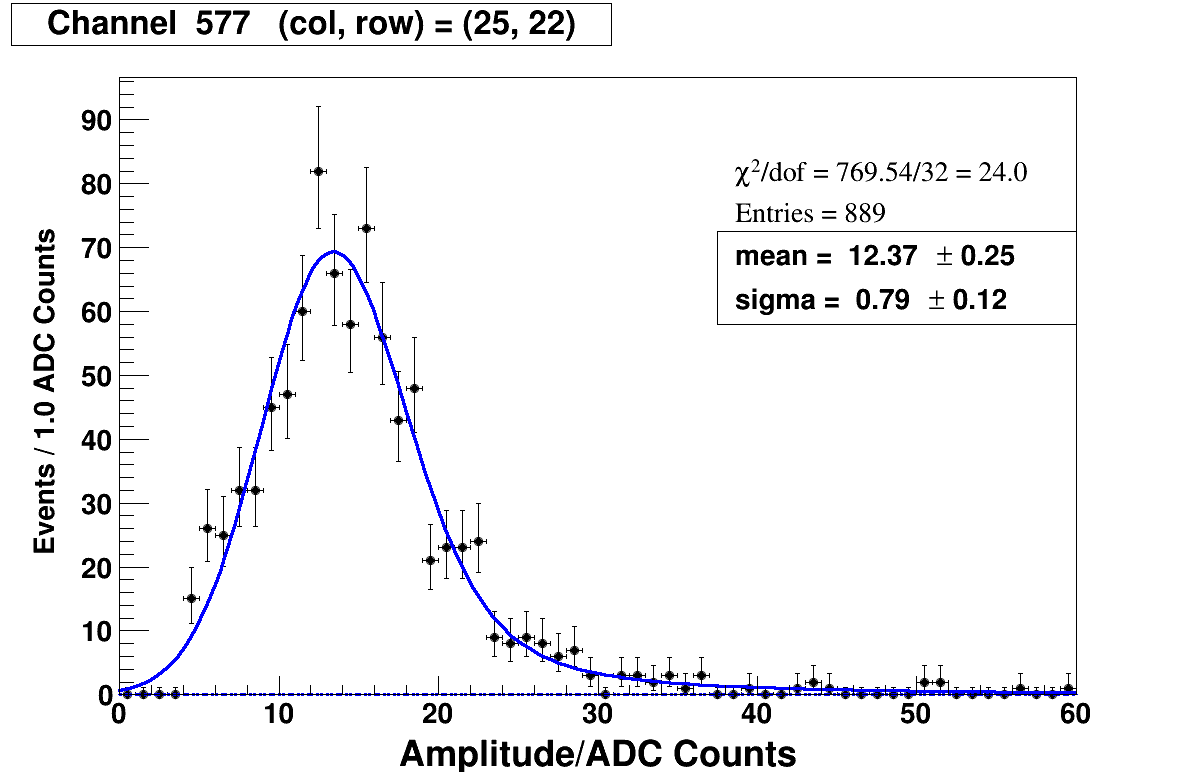 Channel 577 (col, row) = (25, 22)
χ²/dof = 769.54/32 = 24.0
Entries = 889
mean = 12.37 ± 0.25
sigma = 0.79 ± 0.12
Events / 1.0 ADC Counts
90
80
70
60
50
40
30
20
10
0
0 10 20 30 40 50 60
Amplitude/ADC Counts